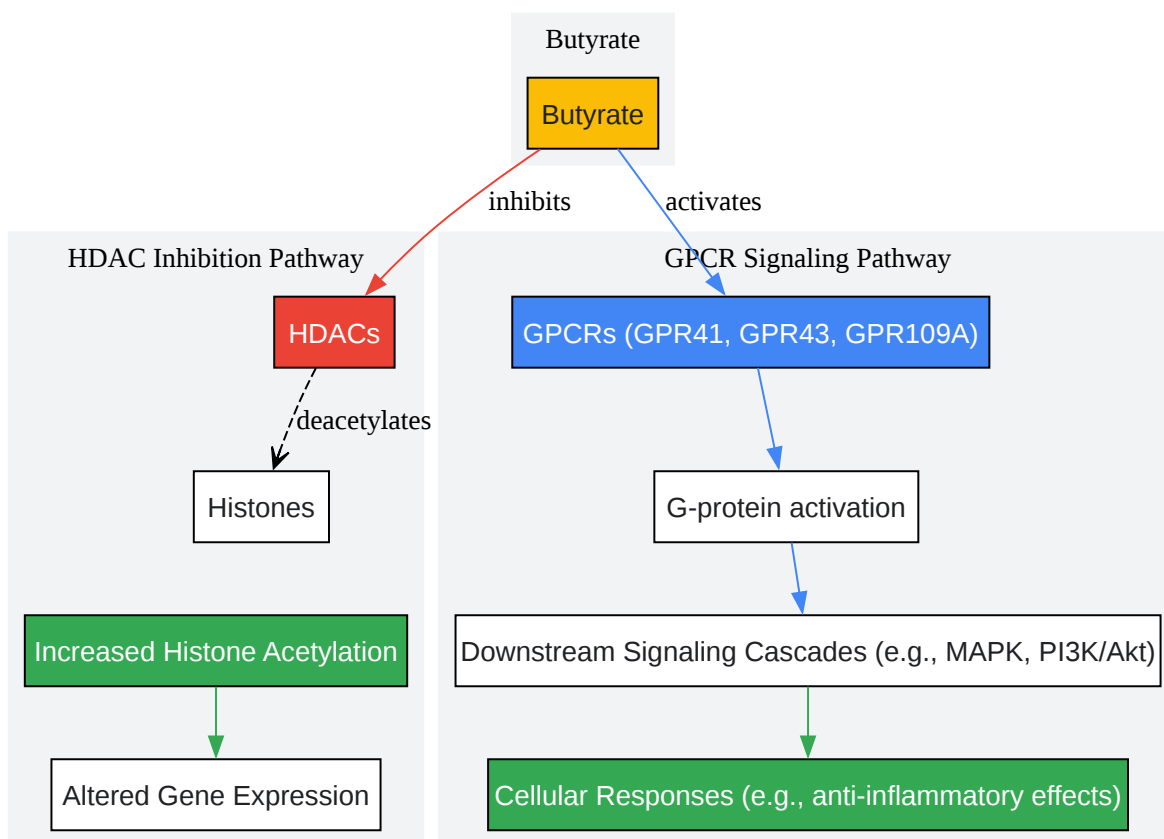 Butyrate
Butyrate
inhibits
activates
HDAC Inhibition Pathway
GPCR Signaling Pathway
HDACs
GPCRs (GPR41, GPR43, GPR109A)
deacetylates
Histones
G-protein activation
Increased Histone Acetylation
Downstream Signaling Cascades (e.g., MAPK, PI3K/Akt)
Altered Gene Expression
Cellular Responses (e.g., anti-inflammatory effects)